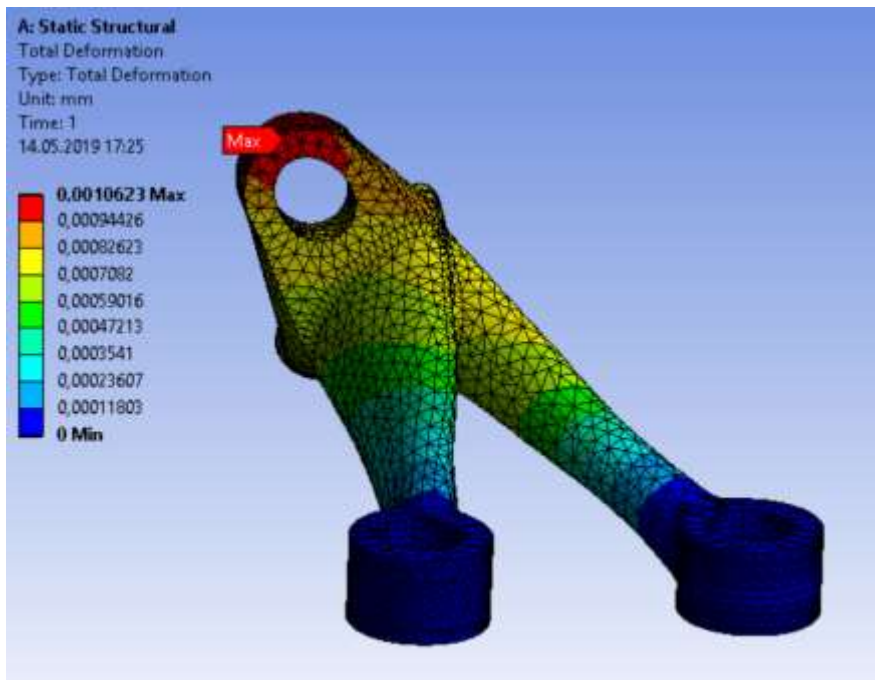 A: Static Structural
Total Deformation
Type: Total Deformation
Unit: mm
Time: 1
14.05.2019 17:25
Max
0.0010623 Max
0,00094426
0,00082623
0,0007082
0,00059016
0,00047213
0,0003541
0,00023607
0,00011803
0 Min